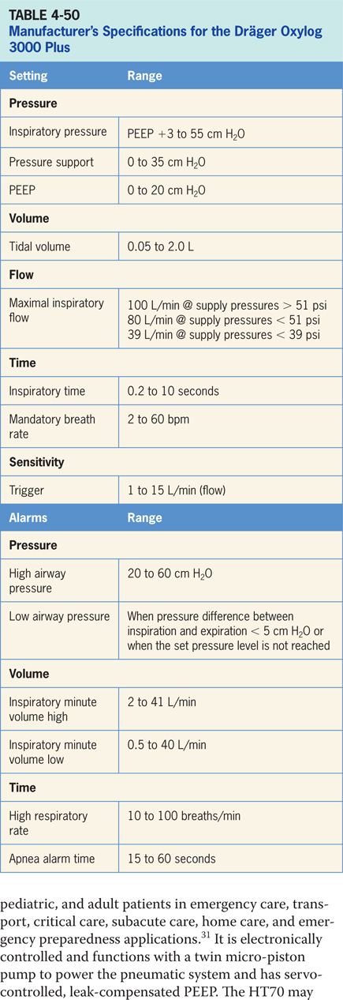 TABLE 4-50
Manufacturer's Specifications for the Dräger Oxylog
3000 Plus
Setting Range
Pressure
Inspiratory pressure PEEP +3 to 55 cm H₂O
Pressure support 0 to 35 cm H₂O
PEEP 0 to 20 cm H₂O
Volume
Tidal volume 0.05 to 2.0 L
Flow
Maximal inspiratory 100 L/min @ supply pressures > 51 psi
flow 80 L/min @ supply pressures < 51 psi
39 L/min @ supply pressures < 39 psi
Time
Inspiratory time 0.2 to 10 seconds
Mandatory breath 2 to 60 bpm
rate
Sensitivity
Trigger 1 to 15 L/min (flow)
Alarms Range
Pressure
High airway 20 to 60 cm H₂O
pressure
Low airway pressure When pressure difference between
inspiration and expiration < 5 cm H₂O or
when the set pressure level is not reached
Volume
Inspiratory minute 2 to 41 L/min
volume high
Inspiratory minute 0.5 to 40 L/min
volume low
Time
High respiratory 10 to 100 breaths/min
rate
Apnea alarm time 15 to 60 seconds
pediatric, and adult patients in emergency care, trans-
port, critical care, subacute care, home care, and emer-
gency preparedness applications.³¹ It is electronically
controlled and functions with a twin micro-piston
pump to power the pneumatic system and has servo-
controlled, leak-compensated PEEP. The HT70 may